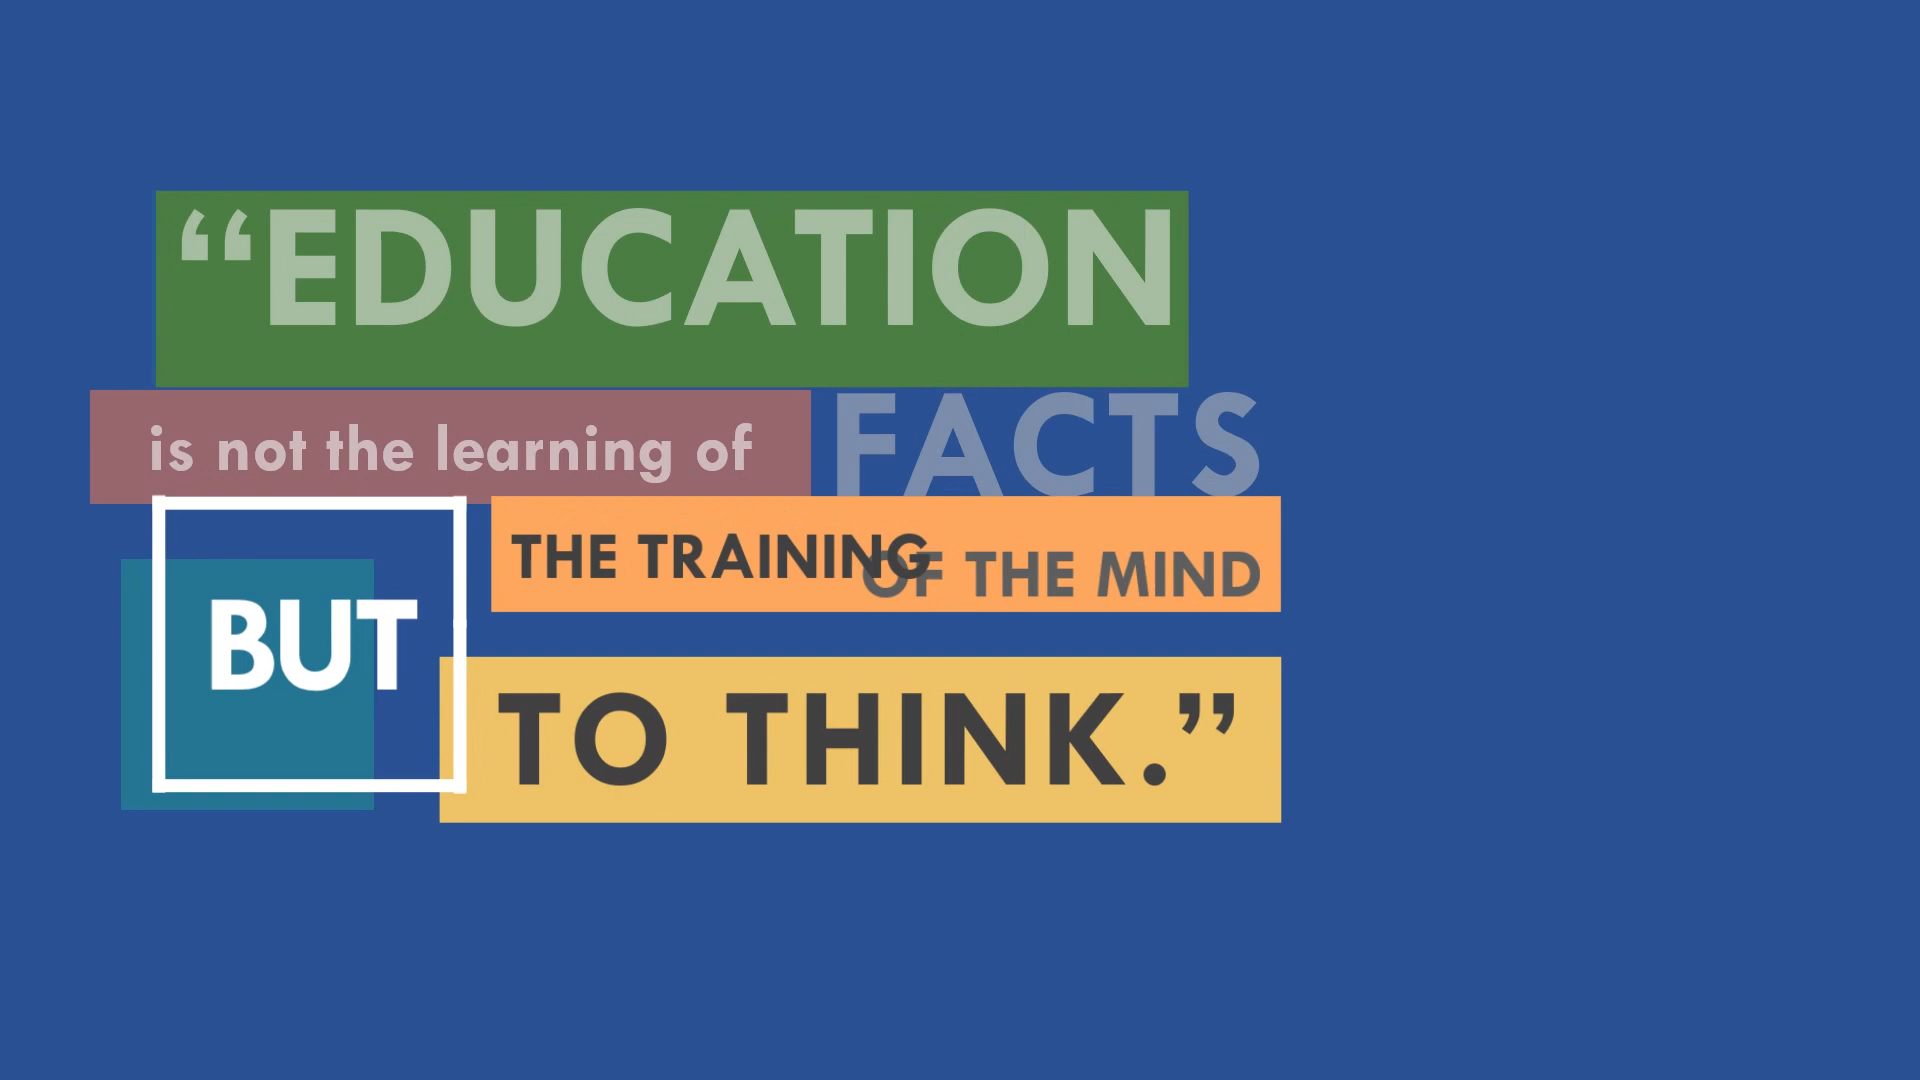 “EDUCATION
is not the learning of FACTS
BUT THE TRAINING OF THE MIND
TO THINK.”